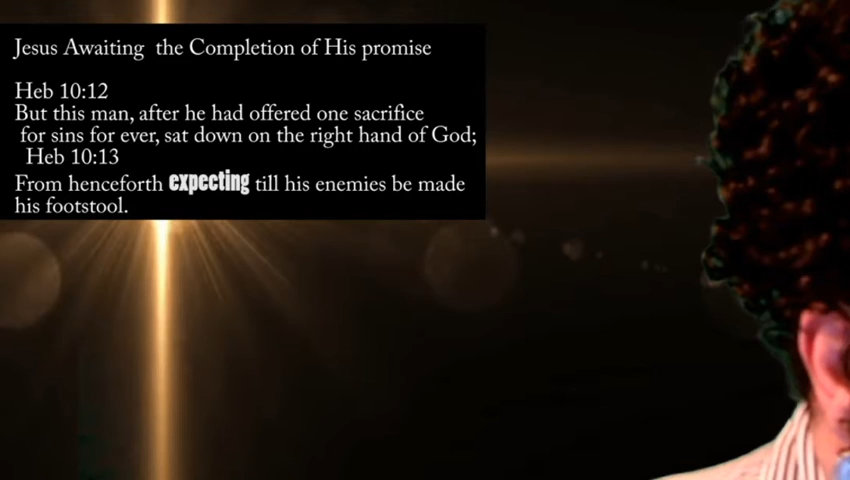 Jesus Awaiting the Completion of His promise
Heb 10:12
But this man, after he had offered one sacrifice
for sins for ever, sat down on the right hand of God;
Heb 10:13
From henceforth expecting till his enemies be made
his footstool.